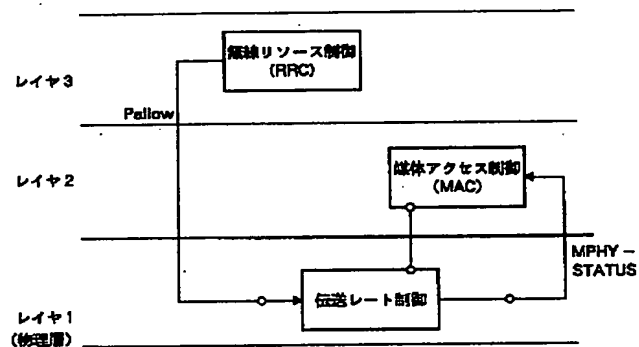 無線リソース制御
(RRC)
レイヤ3
Pallow
媒体アクセス制御
(MAC)
レイヤ2
MPHY-
STATUS
伝送レート制御
レイヤ1
(物理層)